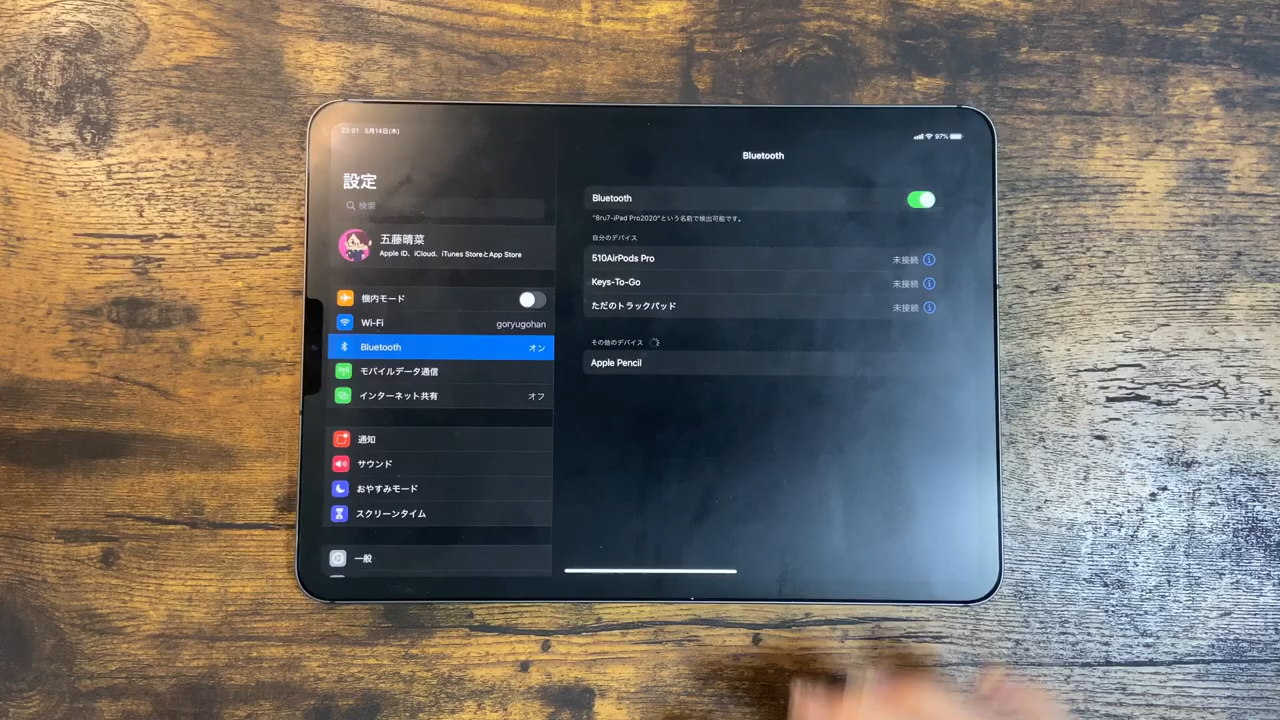 22:01 5月14日(木)
97%
設定
検索
五藤晴菜
Apple ID、iCloud、iTunes StoreとApp Store
機内モード
Wi-Fi goryugohan
Bluetooth オン
モバイルデータ通信
インターネット共有 オフ
通知
サウンド
おやすみモード
スクリーンタイム
一般
Bluetooth
Bluetooth
"8ru7-iPad Pro2020"という名前で検出可能です。
自分のデバイス
510AirPods Pro 未接続
Keys-To-Go 未接続
ただのトラックパッド 未接続
その他のデバイス
Apple Pencil